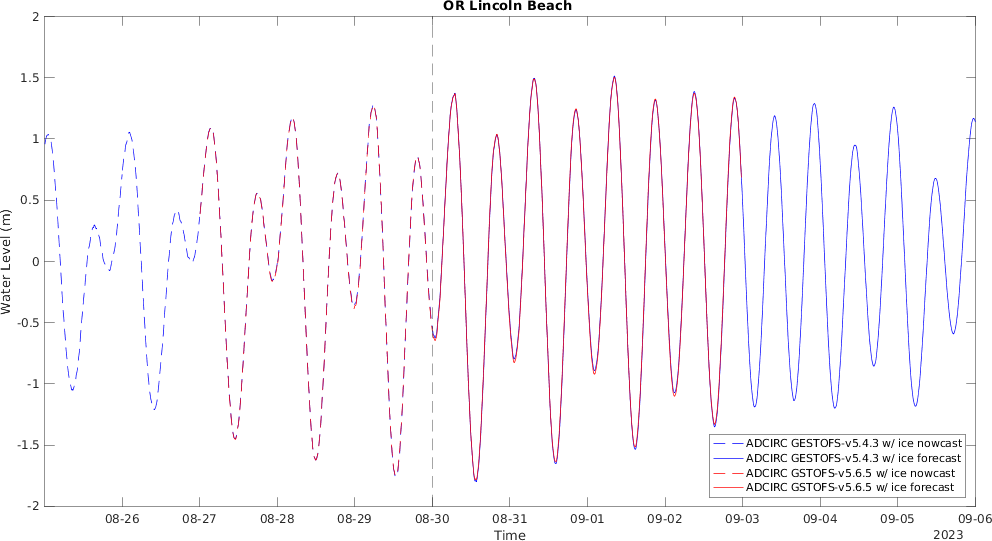 OR Lincoln Beach
2
1.5
1
0.5
0
-0.5
-1
-1.5
-2
Water Level (m)
ADCIRC GESTOFS-v5.4.3 w/ ice nowcast
ADCIRC GESTOFS-v5.4.3 w/ ice forecast
ADCIRC GSTOFS-v5.6.5 w/ ice nowcast
ADCIRC GSTOFS-v5.6.5 w/ ice forecast
08-26 08-27 08-28 08-29 08-30 08-31 09-01 09-02 09-03 09-04 09-05 09-06
Time
2023